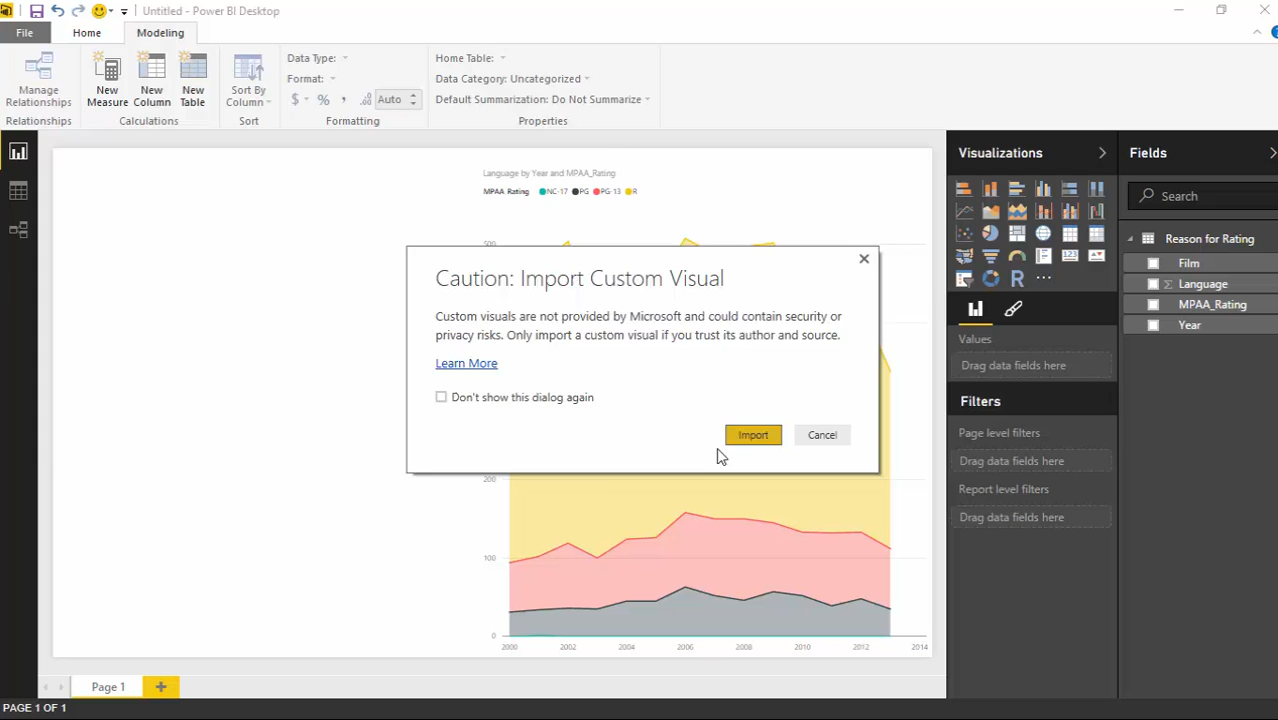 Untitled - Power BI Desktop
File
Home
Modeling
Manage Relationships
New Measure
New Column
New Table
Sort By Column
Data Type:
Format:
$ % , .00 Auto
Home Table:
Data Category: Uncategorized
Default Summarization: Do Not Summarize
Relationships
Calculations
Sort
Formatting
Properties
Language by Year and MPAA_Rating
MPAA Rating NC-17 PG PG-13 R
500
Caution: Import Custom Visual
Custom visuals are not provided by Microsoft and could contain security or
privacy risks. Only import a custom visual if you trust its author and source.
Learn More
Don't show this dialog again
Import
Cancel
200
100
0
2000 2002 2004 2006 2008 2010 2012 2014
Visualizations
R
Values
Drag data fields here
Filters
Page level filters
Drag data fields here
Report level filters
Drag data fields here
Fields
Search
Reason for Rating
Film
Σ Language
MPAA_Rating
Year
Page 1
PAGE 1 OF 1